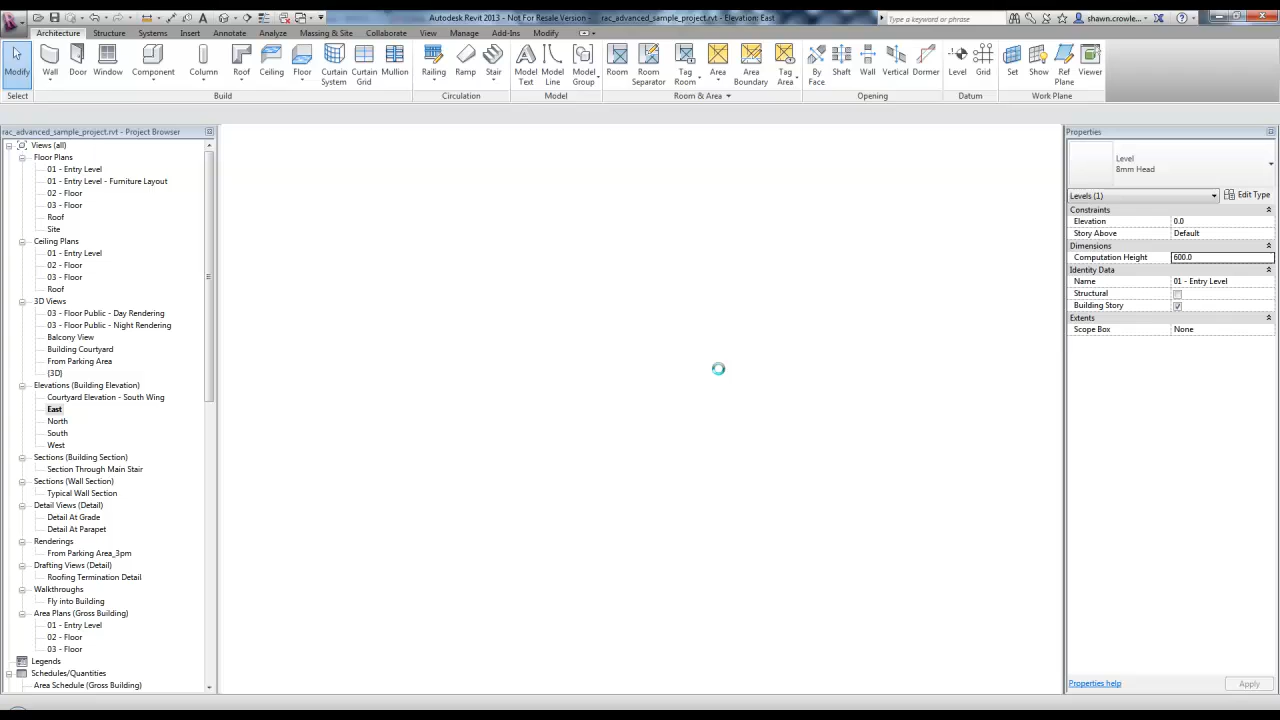 Autodesk Revit 2013 - Not For Resale Version - rac_advanced_sample_project.rvt - Elevation: East
Type a keyword or phrase
shawn.crowle...
Architecture Structure Systems Insert Annotate Analyze Massing & Site Collaborate View Manage Add-Ins Modify
Modify Wall Door Window Component Column Roof Ceiling Floor Curtain System Curtain Grid Mullion Railing Ramp Stair Model Text Model Line Model Group Room Room Separator Tag Room Area Area Boundary Tag Area By Face Shaft Wall Vertical Dormer Level Grid Set Show Ref Plane Viewer
Select Build Circulation Model Room & Area Opening Datum Work Plane
rac_advanced_sample_project.rvt - Project Browser
Views (all)
Floor Plans
01 - Entry Level
01 - Entry Level - Furniture Layout
02 - Floor
03 - Floor
Roof
Site
Ceiling Plans
01 - Entry Level
02 - Floor
03 - Floor
Roof
3D Views
03 - Floor Public - Day Rendering
03 - Floor Public - Night Rendering
Balcony View
Building Courtyard
From Parking Area
{3D}
Elevations (Building Elevation)
Courtyard Elevation - South Wing
East
North
South
West
Sections (Building Section)
Section Through Main Stair
Sections (Wall Section)
Typical Wall Section
Detail Views (Detail)
Detail At Grade
Detail At Parapet
Renderings
From Parking Area_3pm
Drafting Views (Detail)
Roofing Termination Detail
Walkthroughs
Fly into Building
Area Plans (Gross Building)
01 - Entry Level
02 - Floor
03 - Floor
Legends
Schedules/Quantities
Area Schedule (Gross Building)
Properties
Level
8mm Head
Levels (1) Edit Type
Constraints
Elevation 0.0
Story Above Default
Dimensions
Computation Height 600.0
Identity Data
Name 01 - Entry Level
Structural
Building Story
Extents
Scope Box None
Properties help Apply